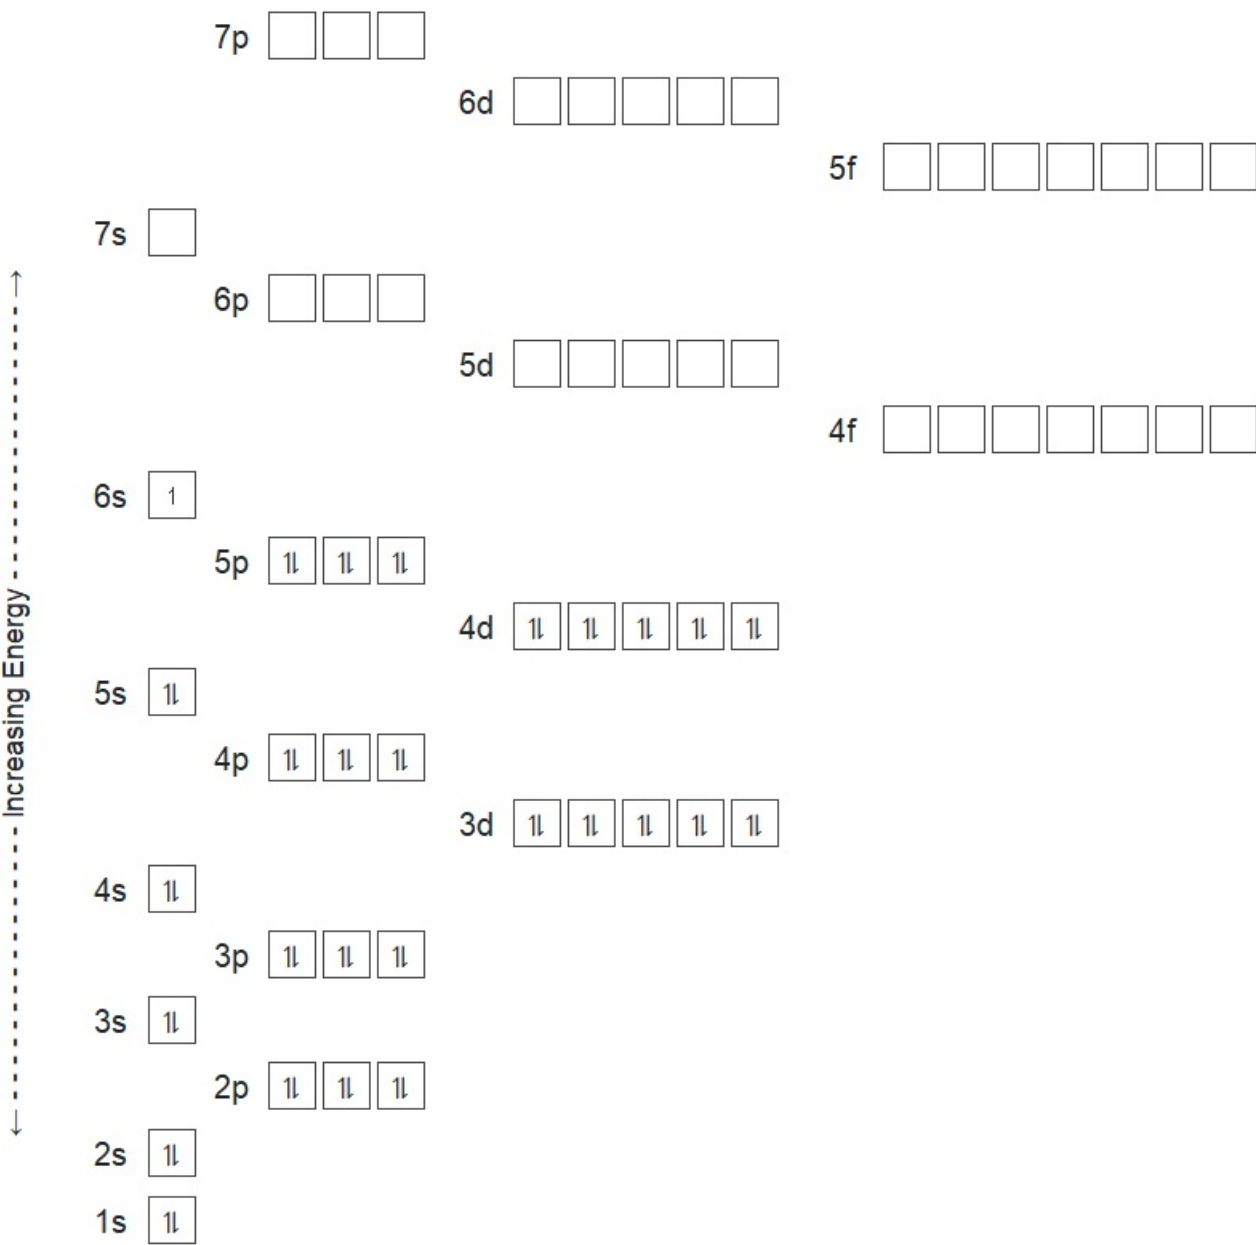 7p
6d
5f
7s
6p
5d
4f
6s ↿
5p ↿⇂ ↿⇂ ↿⇂
4d ↿⇂ ↿⇂ ↿⇂ ↿⇂ ↿⇂
5s ↿⇂
4p ↿⇂ ↿⇂ ↿⇂
3d ↿⇂ ↿⇂ ↿⇂ ↿⇂ ↿⇂
4s ↿⇂
3p ↿⇂ ↿⇂ ↿⇂
3s ↿⇂
2p ↿⇂ ↿⇂ ↿⇂
2s ↿⇂
1s ↿⇂
Increasing Energy